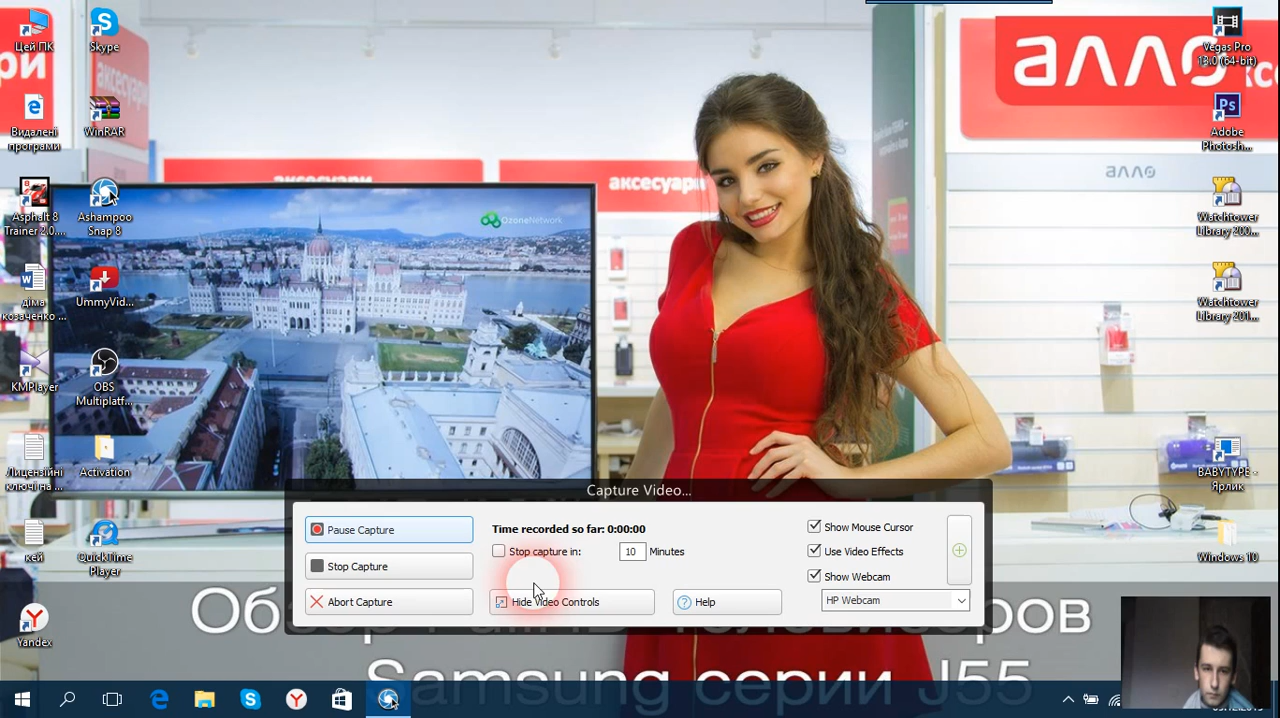 Цей ПК
Skype
Vegas Pro
13.0 (64-bit)
алло
ри
аксесуари
Видалені
програми
WinRAR
Adobe
Photosh...
алло
аксесуари
аксесуари
Asphalt 8
Trainer 2.0....
Ashampoo
Snap 8
OzoneNetwork
Watchtower
Library 200...
діма
козаченко ...
UmmyVid...
Watchtower
Library 201...
KMPlayer
OBS
Multiplatf...
Ліцензійні
ключі на ...
Activation
BABYTYPE -
Ярлик
Capture Video...
Pause Capture
Time recorded so far: 0:00:00
Show Mouse Cursor
Stop capture in:
10
Minutes
Use Video Effects
Stop Capture
Show Webcam
Abort Capture
Hide Video Controls
Help
HP Webcam
кей
QuickTime
Player
Windows 10
Yandex
Samsung серии J55